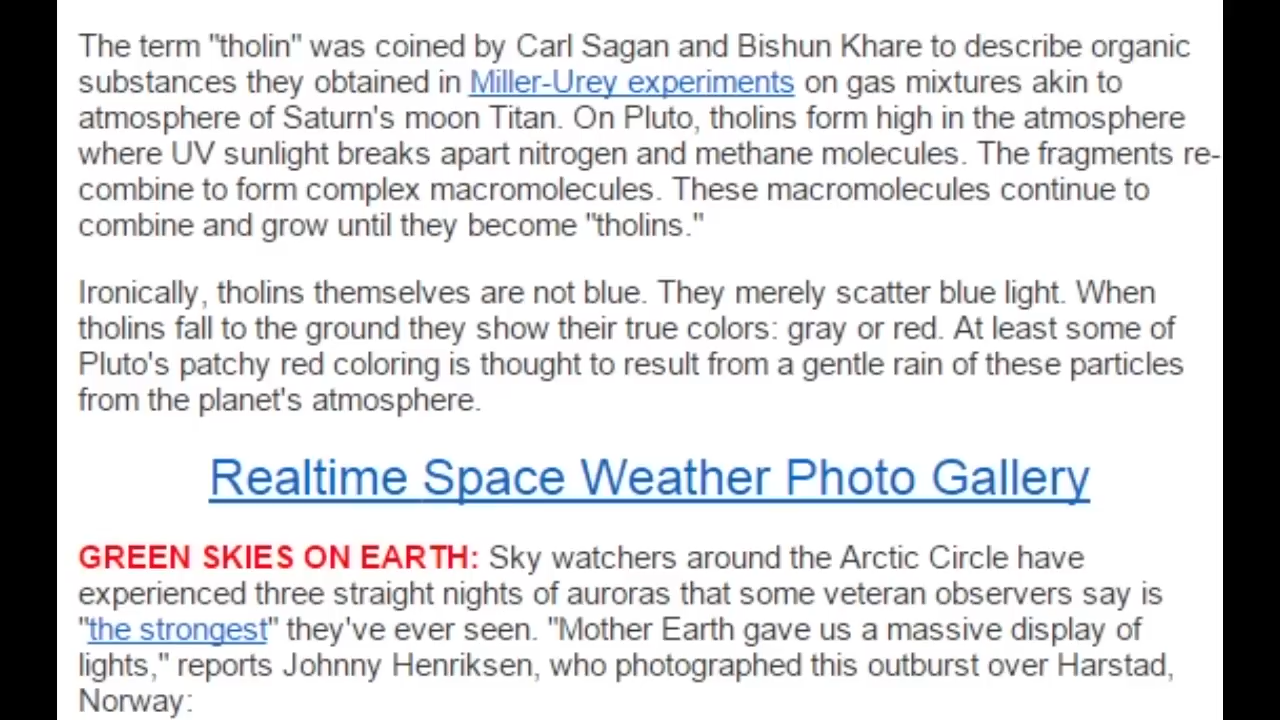 The term "tholin" was coined by Carl Sagan and Bishun Khare to describe organic
substances they obtained in Miller-Urey experiments on gas mixtures akin to
atmosphere of Saturn's moon Titan. On Pluto, tholins form high in the atmosphere
where UV sunlight breaks apart nitrogen and methane molecules. The fragments re-
combine to form complex macromolecules. These macromolecules continue to
combine and grow until they become "tholins."
Ironically, tholins themselves are not blue. They merely scatter blue light. When
tholins fall to the ground they show their true colors: gray or red. At least some of
Pluto's patchy red coloring is thought to result from a gentle rain of these particles
from the planet's atmosphere.
Realtime Space Weather Photo Gallery
GREEN SKIES ON EARTH: Sky watchers around the Arctic Circle have
experienced three straight nights of auroras that some veteran observers say is
"the strongest" they've ever seen. "Mother Earth gave us a massive display of
lights," reports Johnny Henriksen, who photographed this outburst over Harstad,
Norway: